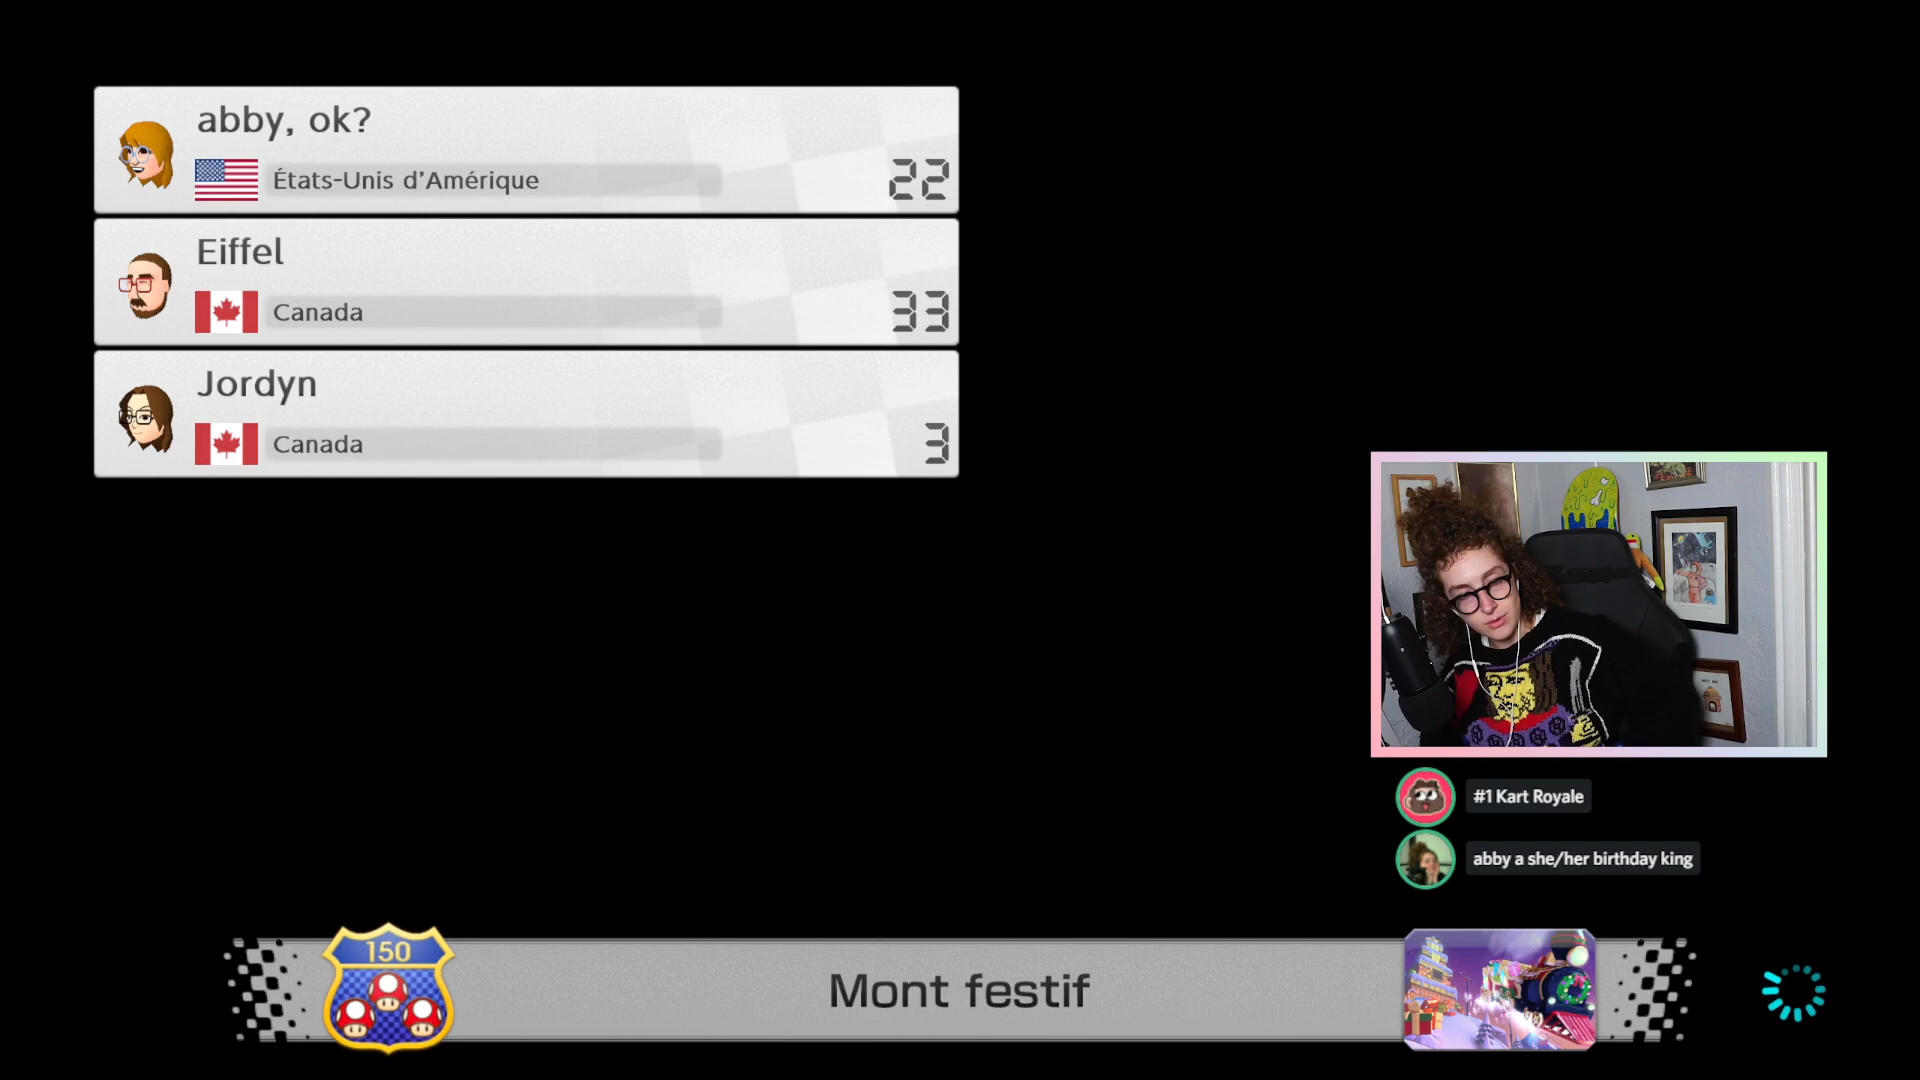 abby, ok?
États-Unis d'Amérique
22
Eiffel
Canada
33
Jordyn
Canada
3
#1 Kart Royale
abby a she/her birthday king
150
Mont festif